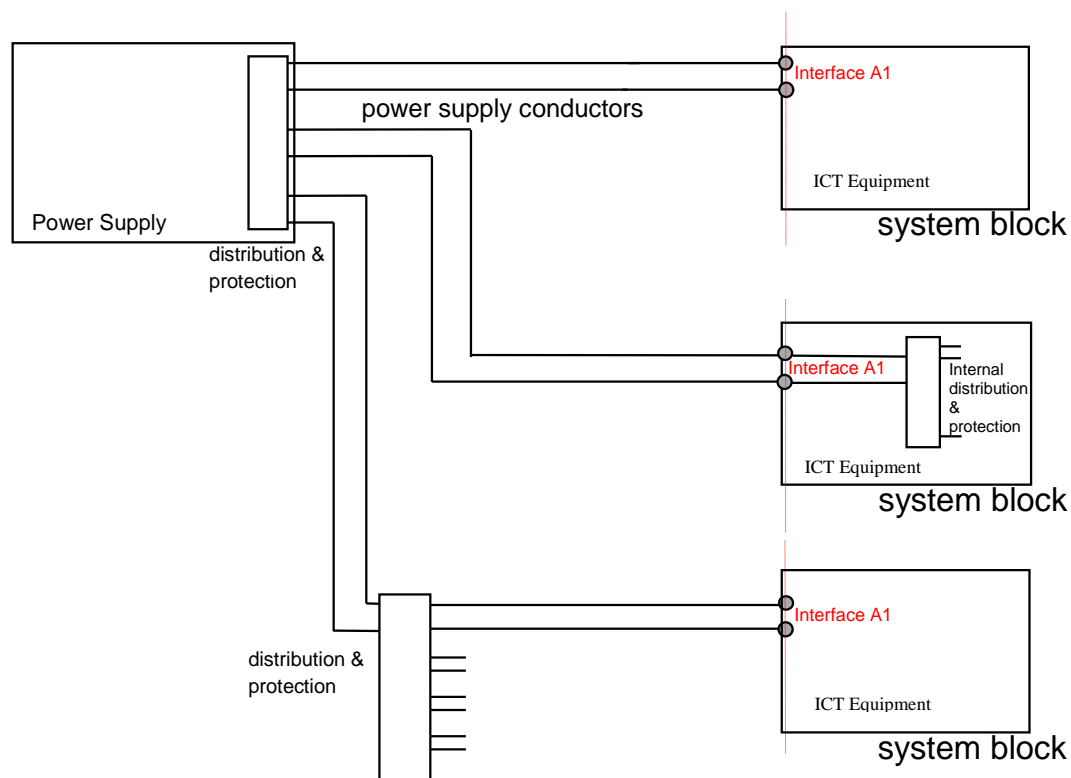 Interface A1
power supply conductors
ICT Equipment
Power Supply
system block
distribution &
protection
Interface A1
Internal
distribution
&
protection
ICT Equipment
system block
Interface A1
distribution &
protection
ICT Equipment
system block